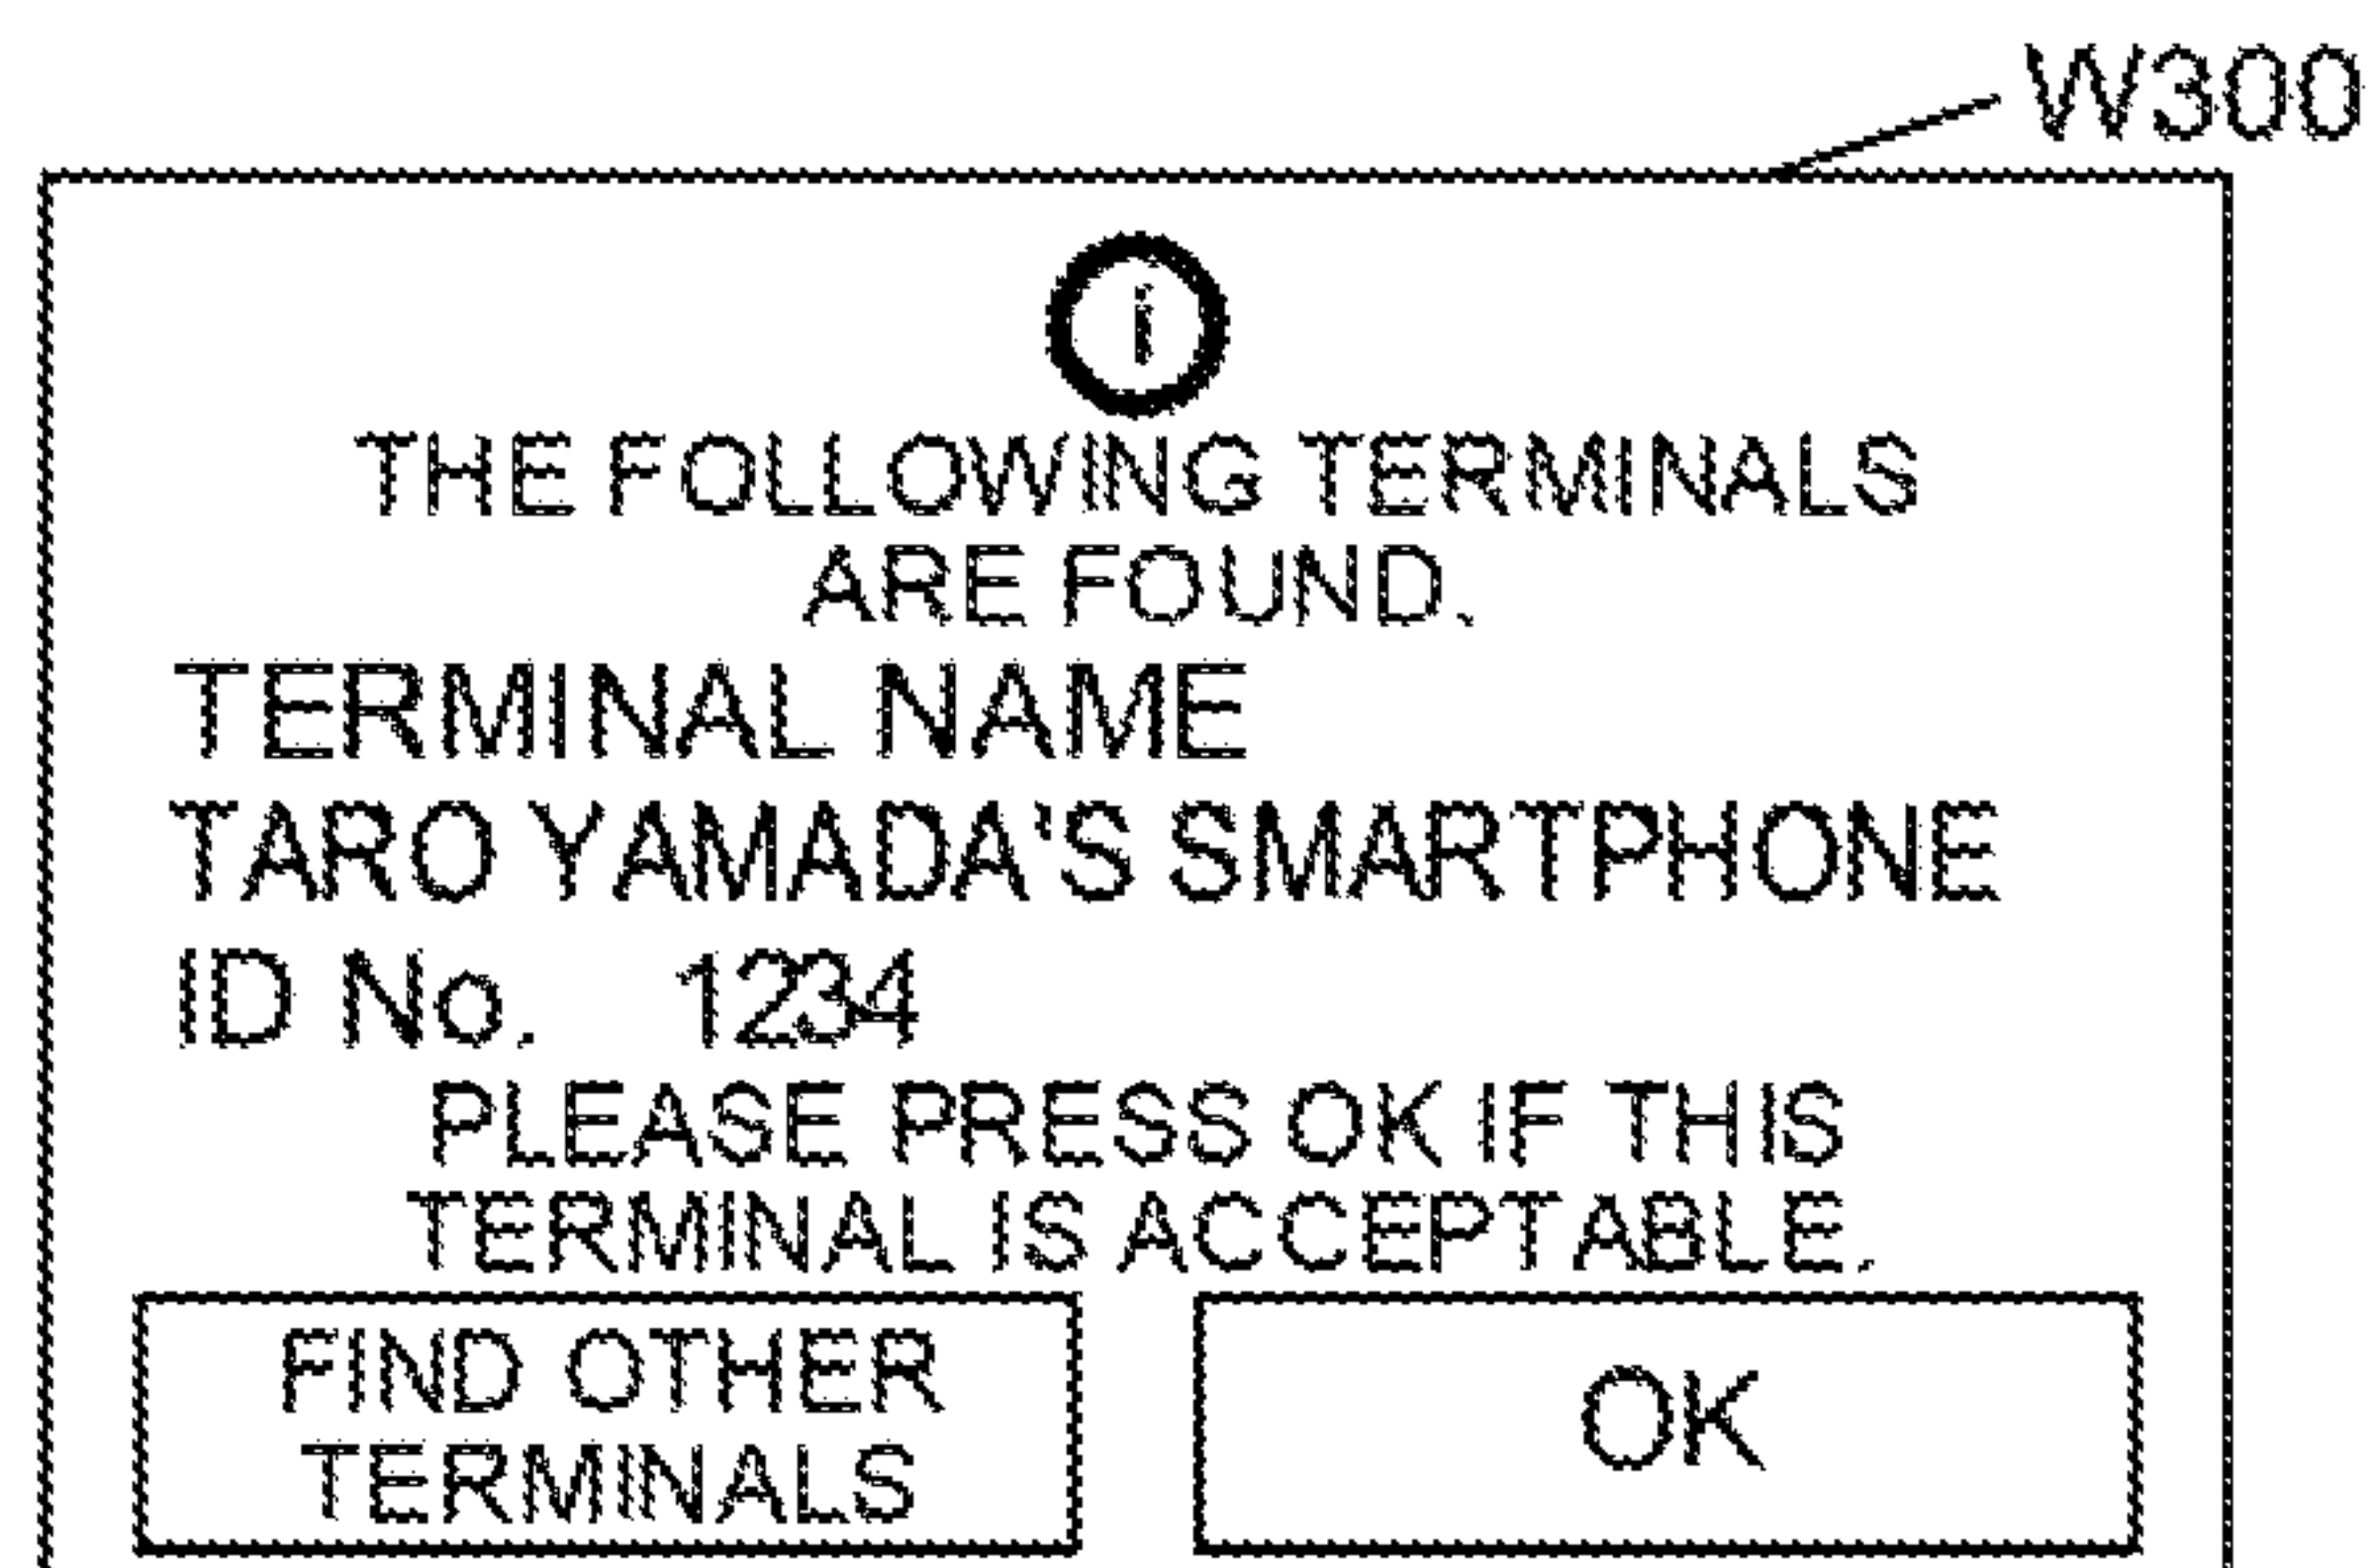 W300
i
THE FOLLOWING TERMINALS
ARE FOUND.
TERMINAL NAME
TARO YAMADA'S SMARTPHONE
ID No. 1234
PLEASE PRESS OK IF THIS
TERMINAL IS ACCEPTABLE.
FIND OTHER
TERMINALS
OK